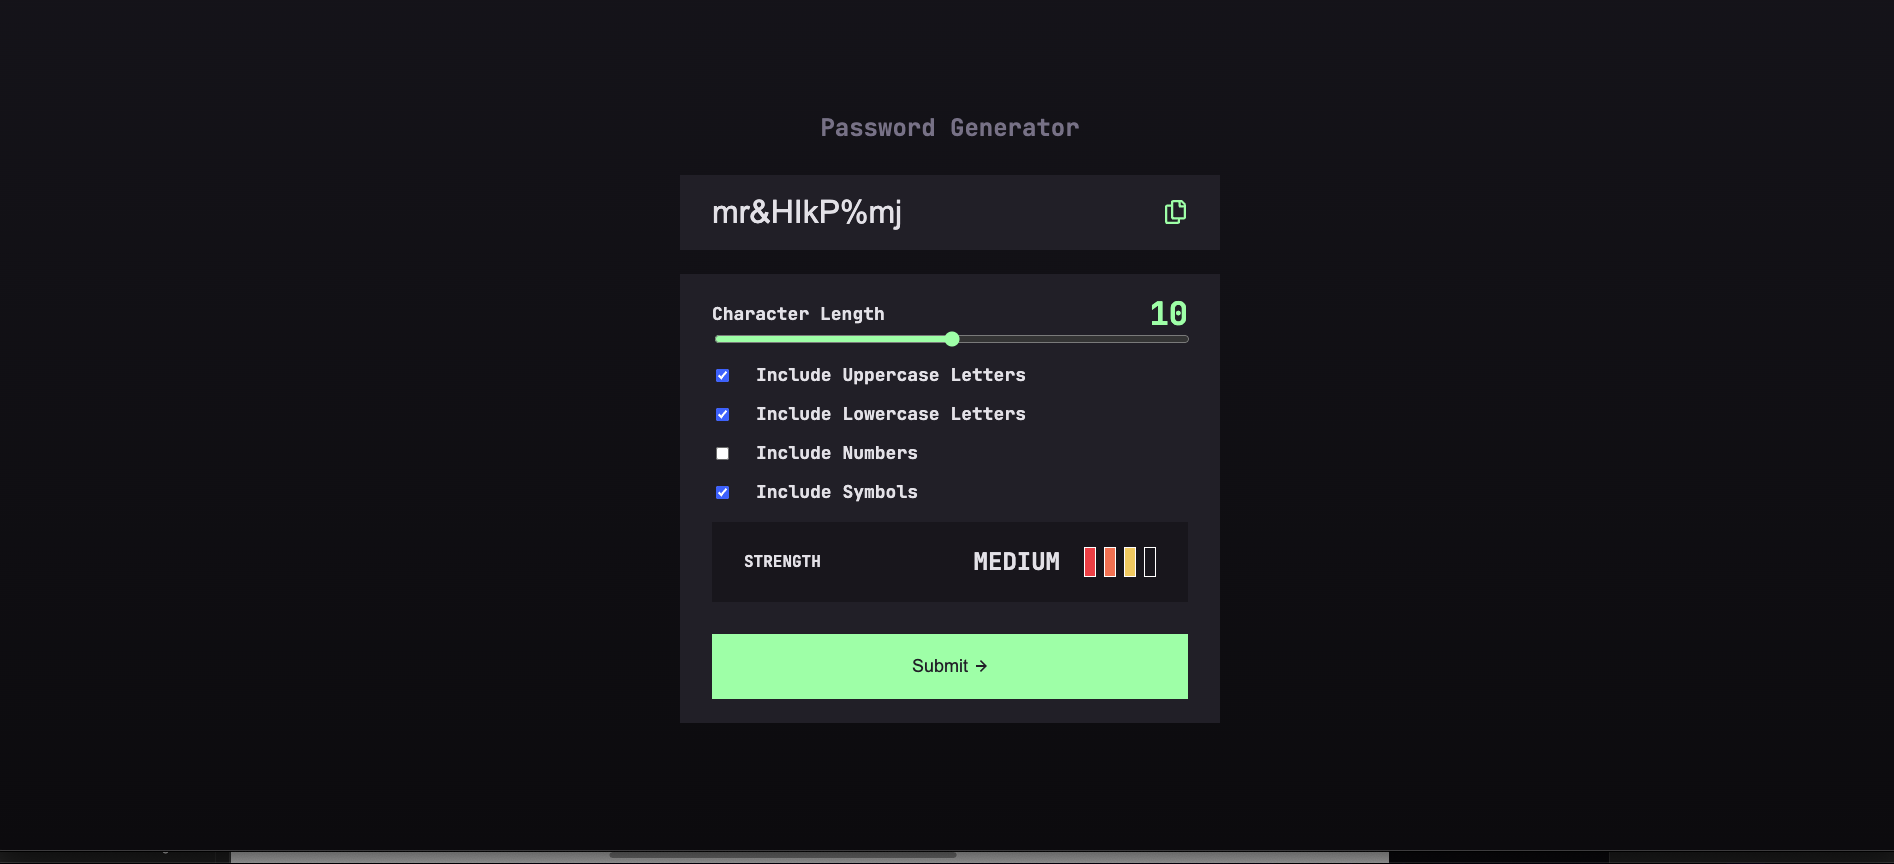 Password Generator
mr&HIkP%mj
Character Length
10
Include Uppercase Letters
Include Lowercase Letters
Include Numbers
Include Symbols
STRENGTH
MEDIUM
Submit →